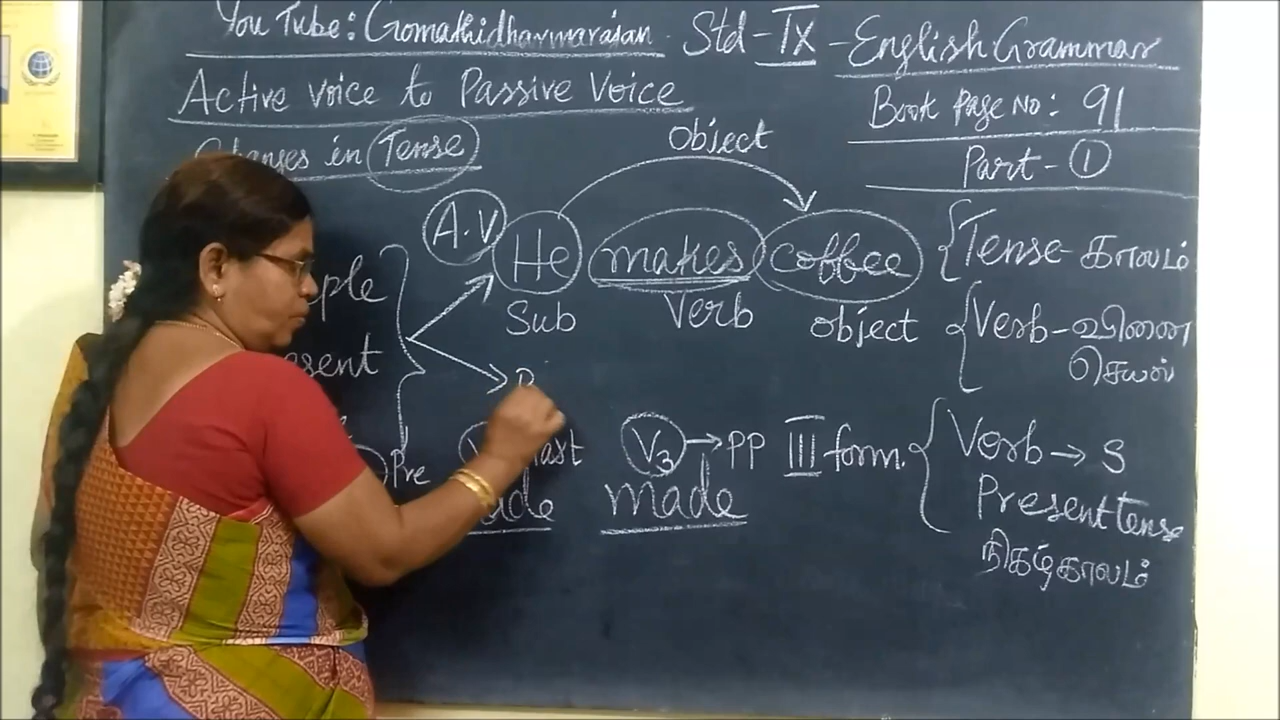 You Tube: Gomathidharmarasan Std - IX - English Grammar
Active voice to Passive Voice
Book Page No: 91
Changes in Tense
object
Part - 1
A.V He makes coffee
Sub Verb object
{ Tense - காலம்
{ Verb - வினை
செயல்
Pre
V3 → PP III form.
made
{ Verb → S
Present tense
நிகழ்காலம்